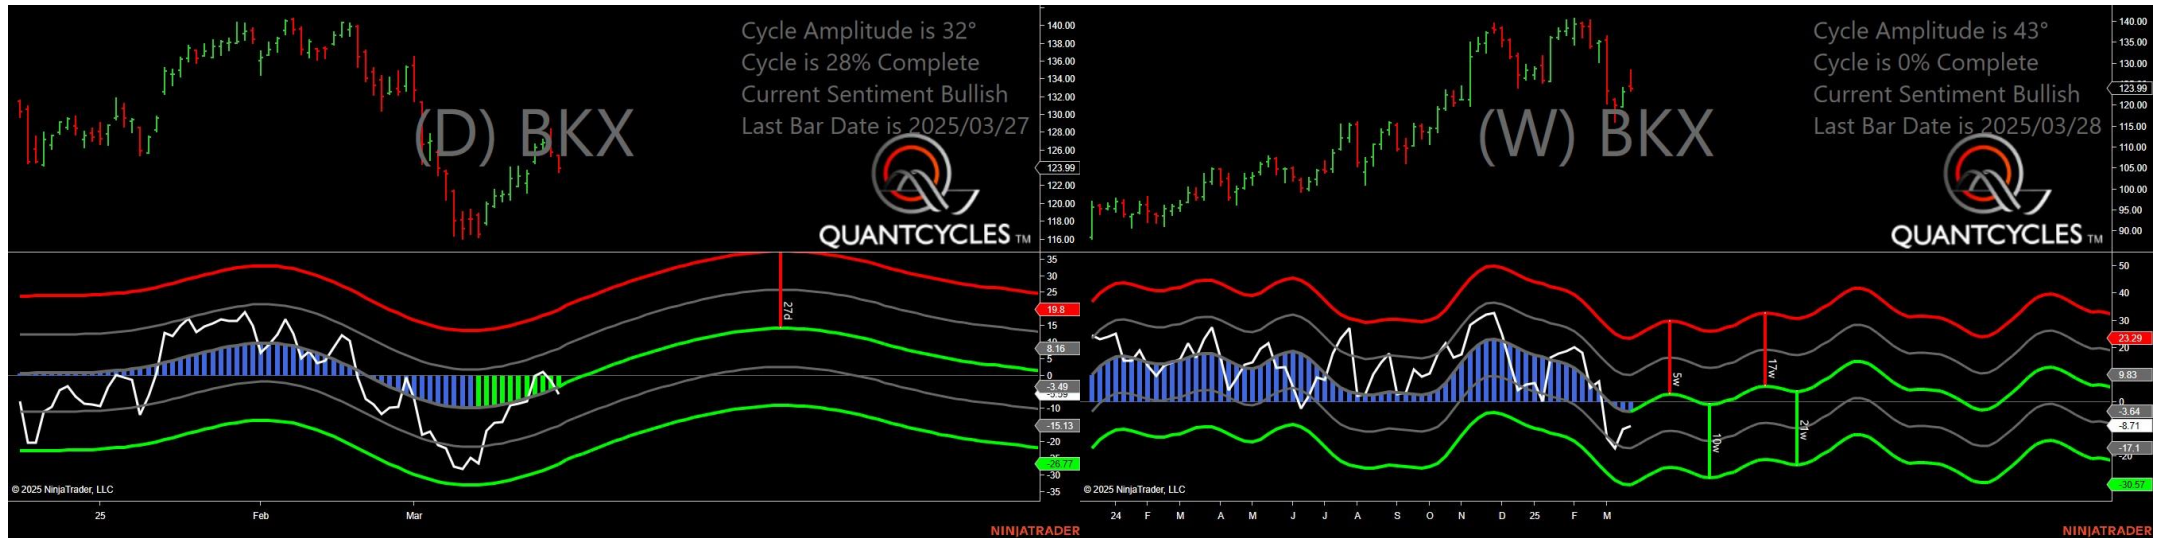 Cycle Amplitude is 32°
Cycle is 28% Complete
Current Sentiment Bullish
Last Bar Date is 2025/03/27
(D) BKX
QUANTCYCLES TM
140.00
138.00
136.00
134.00
132.00
130.00
128.00
126.00
123.99
122.00
120.00
118.00
116.00
35
30
25
19.8
15
10
8.16
5
0
-3.49
-5.59
-10
-15.13
-20
-26.77
-30
-35
27d
© 2025 NinjaTrader, LLC
25
Feb
Mar
NINJATRADER
Cycle Amplitude is 43°
Cycle is 0% Complete
Current Sentiment Bullish
Last Bar Date is 2025/03/28
(W) BKX
QUANTCYCLES TM
140.00
135.00
130.00
123.99
120.00
115.00
110.00
105.00
100.00
95.00
90.00
50
40
30
23.29
20
9.83
0
-3.64
-8.71
-17.1
-20
-30.57
5w
10w
17w
21w
© 2025 NinjaTrader, LLC
24 F M A M J J A S O N D 25 F M
NINJATRADER